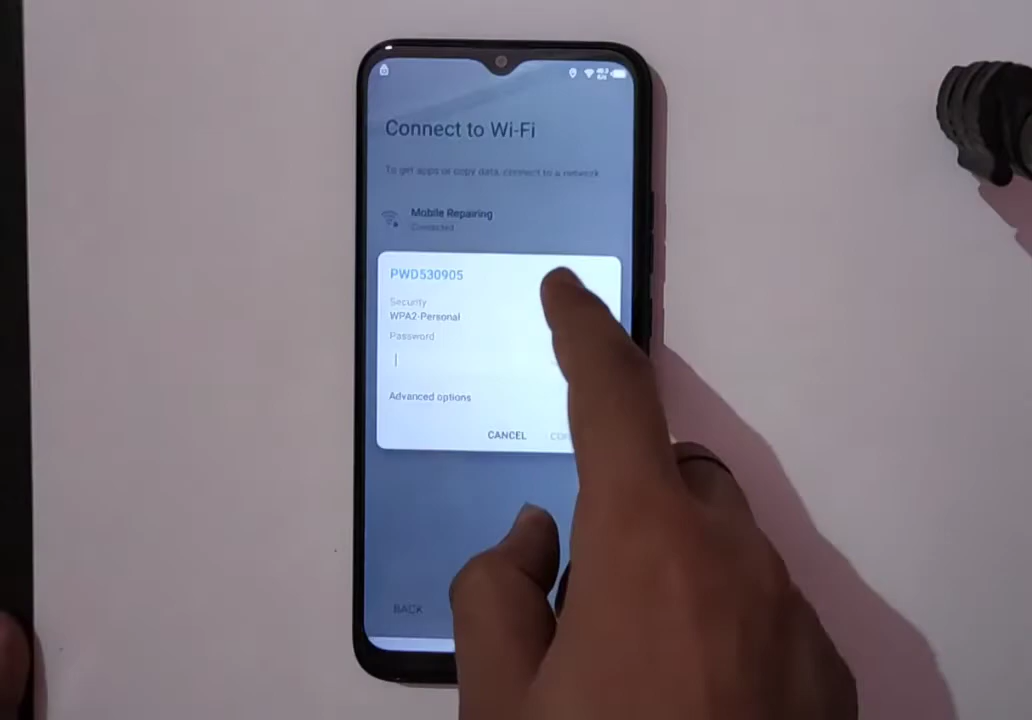 Connect to Wi-Fi
To get apps or copy data, connect to a network
Mobile Repairing
Connected
PWD530905
Security
WPA2-Personal
Password
Advanced options
CANCEL
BACK